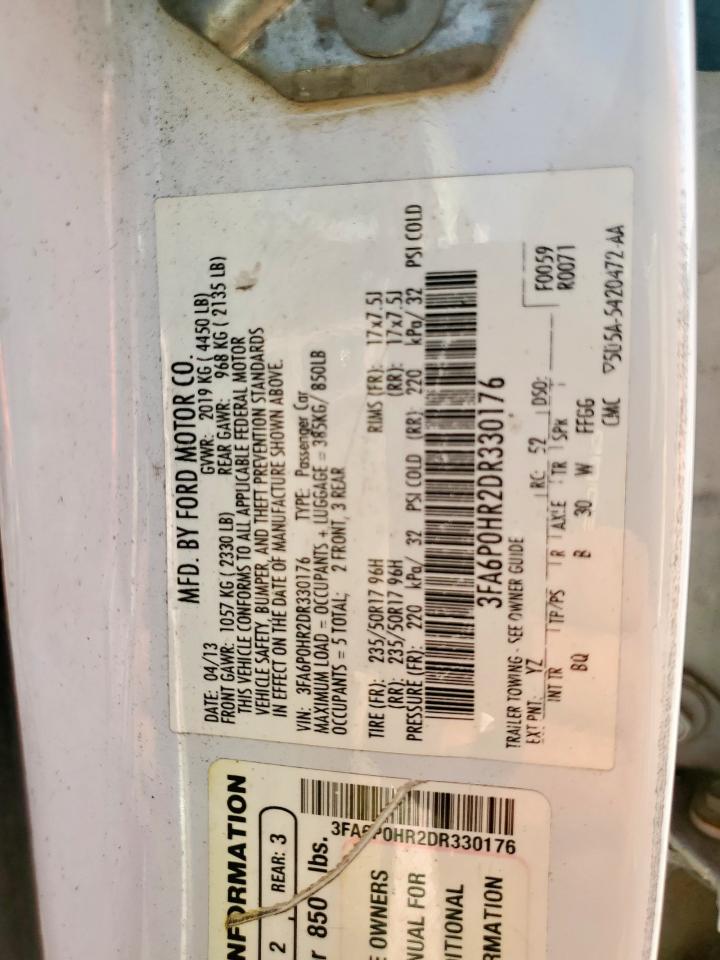 MFD. BY FORD MOTOR CO.
DATE: 04/13 GVWR: 2019 KG ( 4450 LB)
FRONT GAWR: 1057 KG ( 2330 LB) REAR GAWR: 968 KG ( 2135 LB)
THIS VEHICLE CONFORMS TO ALL APPLICABLE FEDERAL MOTOR
VEHICLE SAFETY, BUMPER, AND THEFT PREVENTION STANDARDS
IN EFFECT ON THE DATE OF MANUFACTURE SHOWN ABOVE.
VIN: 3FA6P0HR2DR330176 TYPE: Passenger Car
MAXIMUM LOAD = OCCUPANTS + LUGGAGE = 385KG/ 850LB
OCCUPANTS = 5 TOTAL; 2 FRONT, 3 REAR
TIRE (FR): 235/50R17 96H RIMS (FR): 17x7.5J
(RR): 235/50R17 96H (RR): 17x7.5J
PRESSURE (FR): 220 kPa/ 32 PSI COLD (RR): 220 kPa/ 32 PSI COLD
3FA6P0HR2DR330176
TRAILER TOWING - SEE OWNER GUIDE
EXT PNT: YZ RC: 52 DSO: F0059
INT TR TP/PS R AXLE TR SPR R0071
BQ B 30 W FFGG
CMC 5U5A-5420472-AA
NFORMATION
2 REAR: 3
r 850 lbs.
3FA6P0HR2DR330176
E OWNERS
NUAL FOR
ITIONAL
RMATION